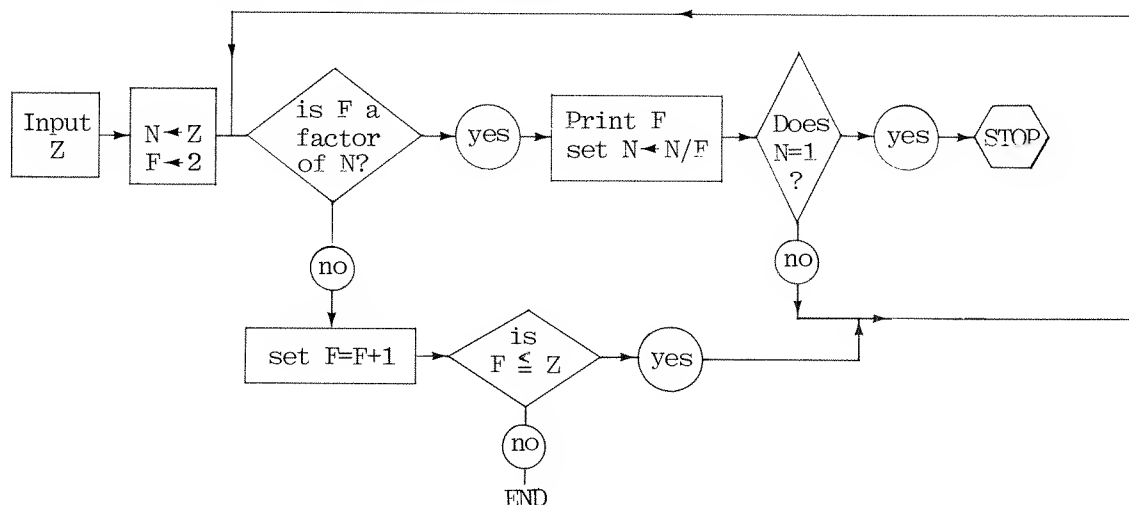 Input
Z
N←Z
F←2
is F a
factor
of N?
yes
Print F
set N←N/F
Does
N=1
?
yes
STOP
no
no
set F=F+1
is
F ≦ Z
yes
no
END